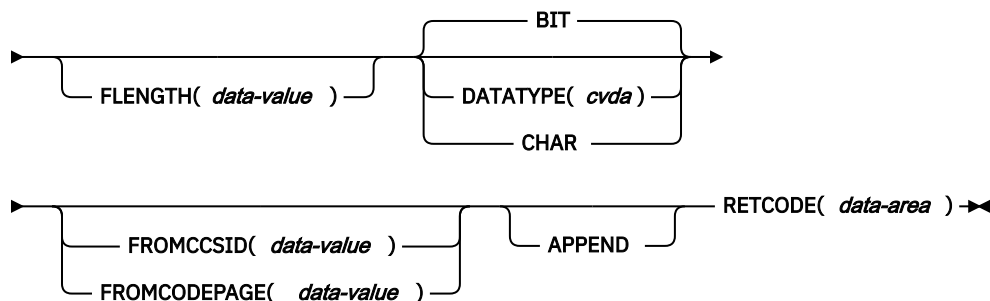 BIT
FLENGTH( data-value )
DATATYPE( cvda )
CHAR
RETCODE( data-area )
FROMCCSID( data-value )
APPEND
FROMCODEPAGE( data-value )